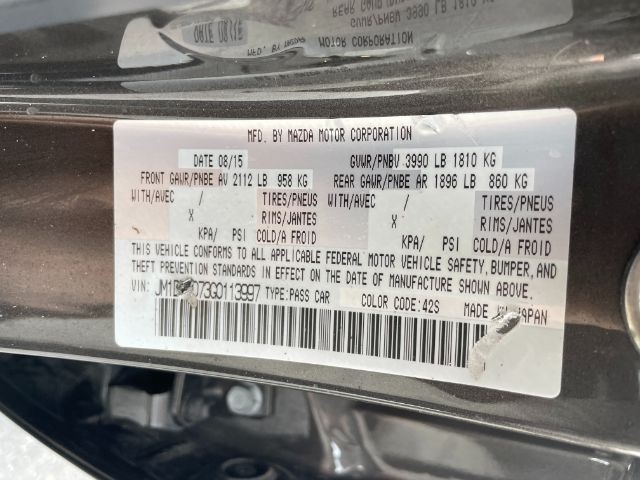 MFD. BY MAZDA MOTOR CORPORATION
DATE 08/15 GVWR/PNBV 3990 LB 1810 KG
FRONT GAWR/PNBE AV 2112 LB 958 KG REAR GAWR/PNBE AR 1896 LB 860 KG
WITH/AVEC / TIRES/PNEUS WITH/AVEC / TIRES/PNEUS
X RIMS/JANTES X RIMS/JANTES
KPA/ PSI COLD/A FROID KPA/ PSI COLD/A FROID
THIS VEHICLE CONFORMS TO ALL APPLICABLE FEDERAL MOTOR VEHICLE SAFETY, BUMPER, AND
THEFT PREVENTION STANDARDS IN EFFECT ON THE DATE OF MANUFACTURE SHOWN ABOVE.
VIN: TYPE:PASS CAR COLOR CODE:42S MADE IN JAPAN